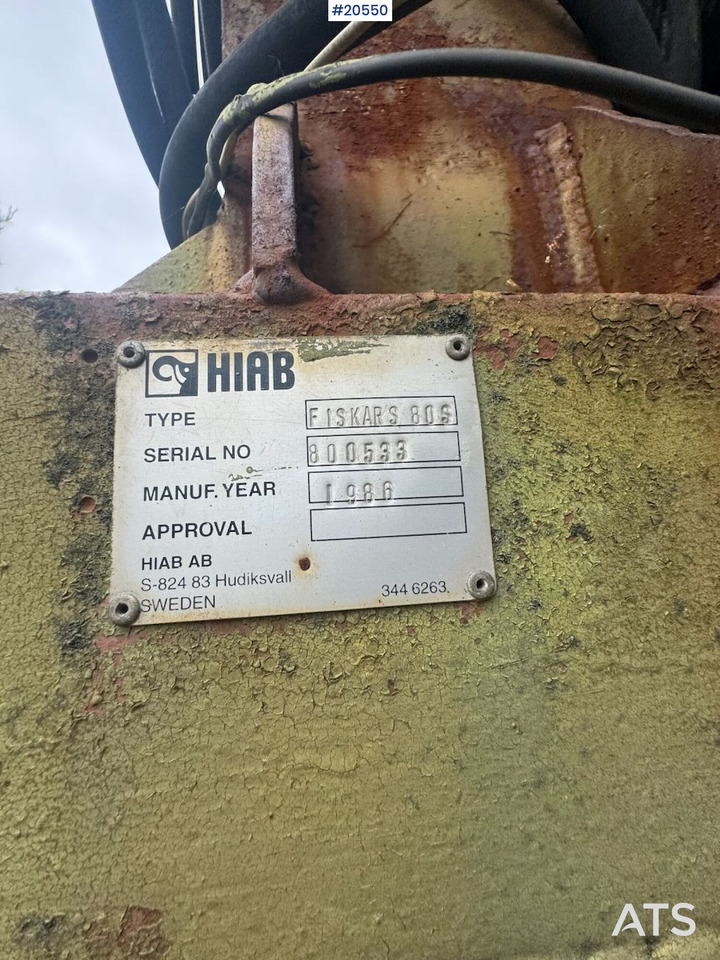 #20550
HIAB
TYPE FISKARS 80S
SERIAL NO 800533
MANUF. YEAR 1986
APPROVAL
HIAB AB
S-824 83 Hudiksvall
SWEDEN 344 6263
ATS